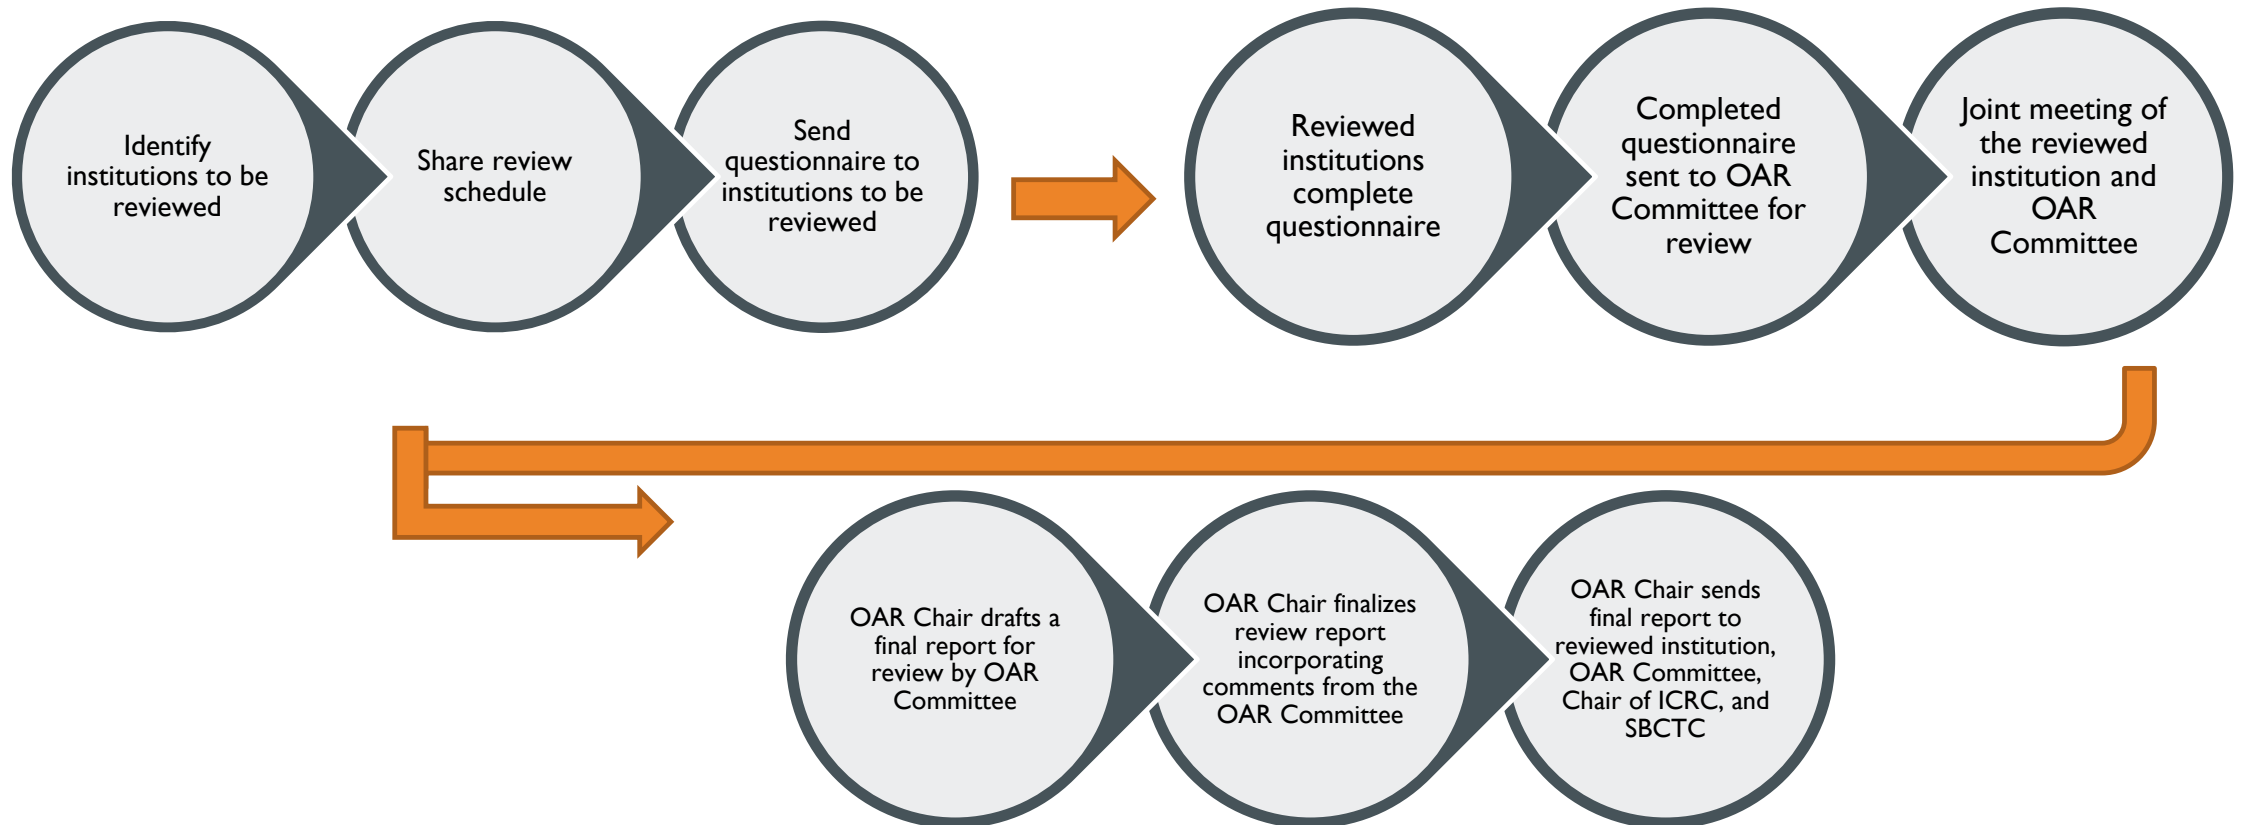 Identify
institutions to be
reviewed
Share review
schedule
Send
questionnaire to
institutions to be
reviewed
Reviewed
institutions
complete
questionnaire
Completed
questionnaire
sent to OAR
Committee for
review
Joint meeting of
the reviewed
institution and
OAR
Committee
OAR Chair drafts a
final report for
review by OAR
Committee
OAR Chair finalizes
review report
incorporating
comments from the
OAR Committee
OAR Chair sends
final report to
reviewed institution,
OAR Committee,
Chair of ICRC, and
SBCTC